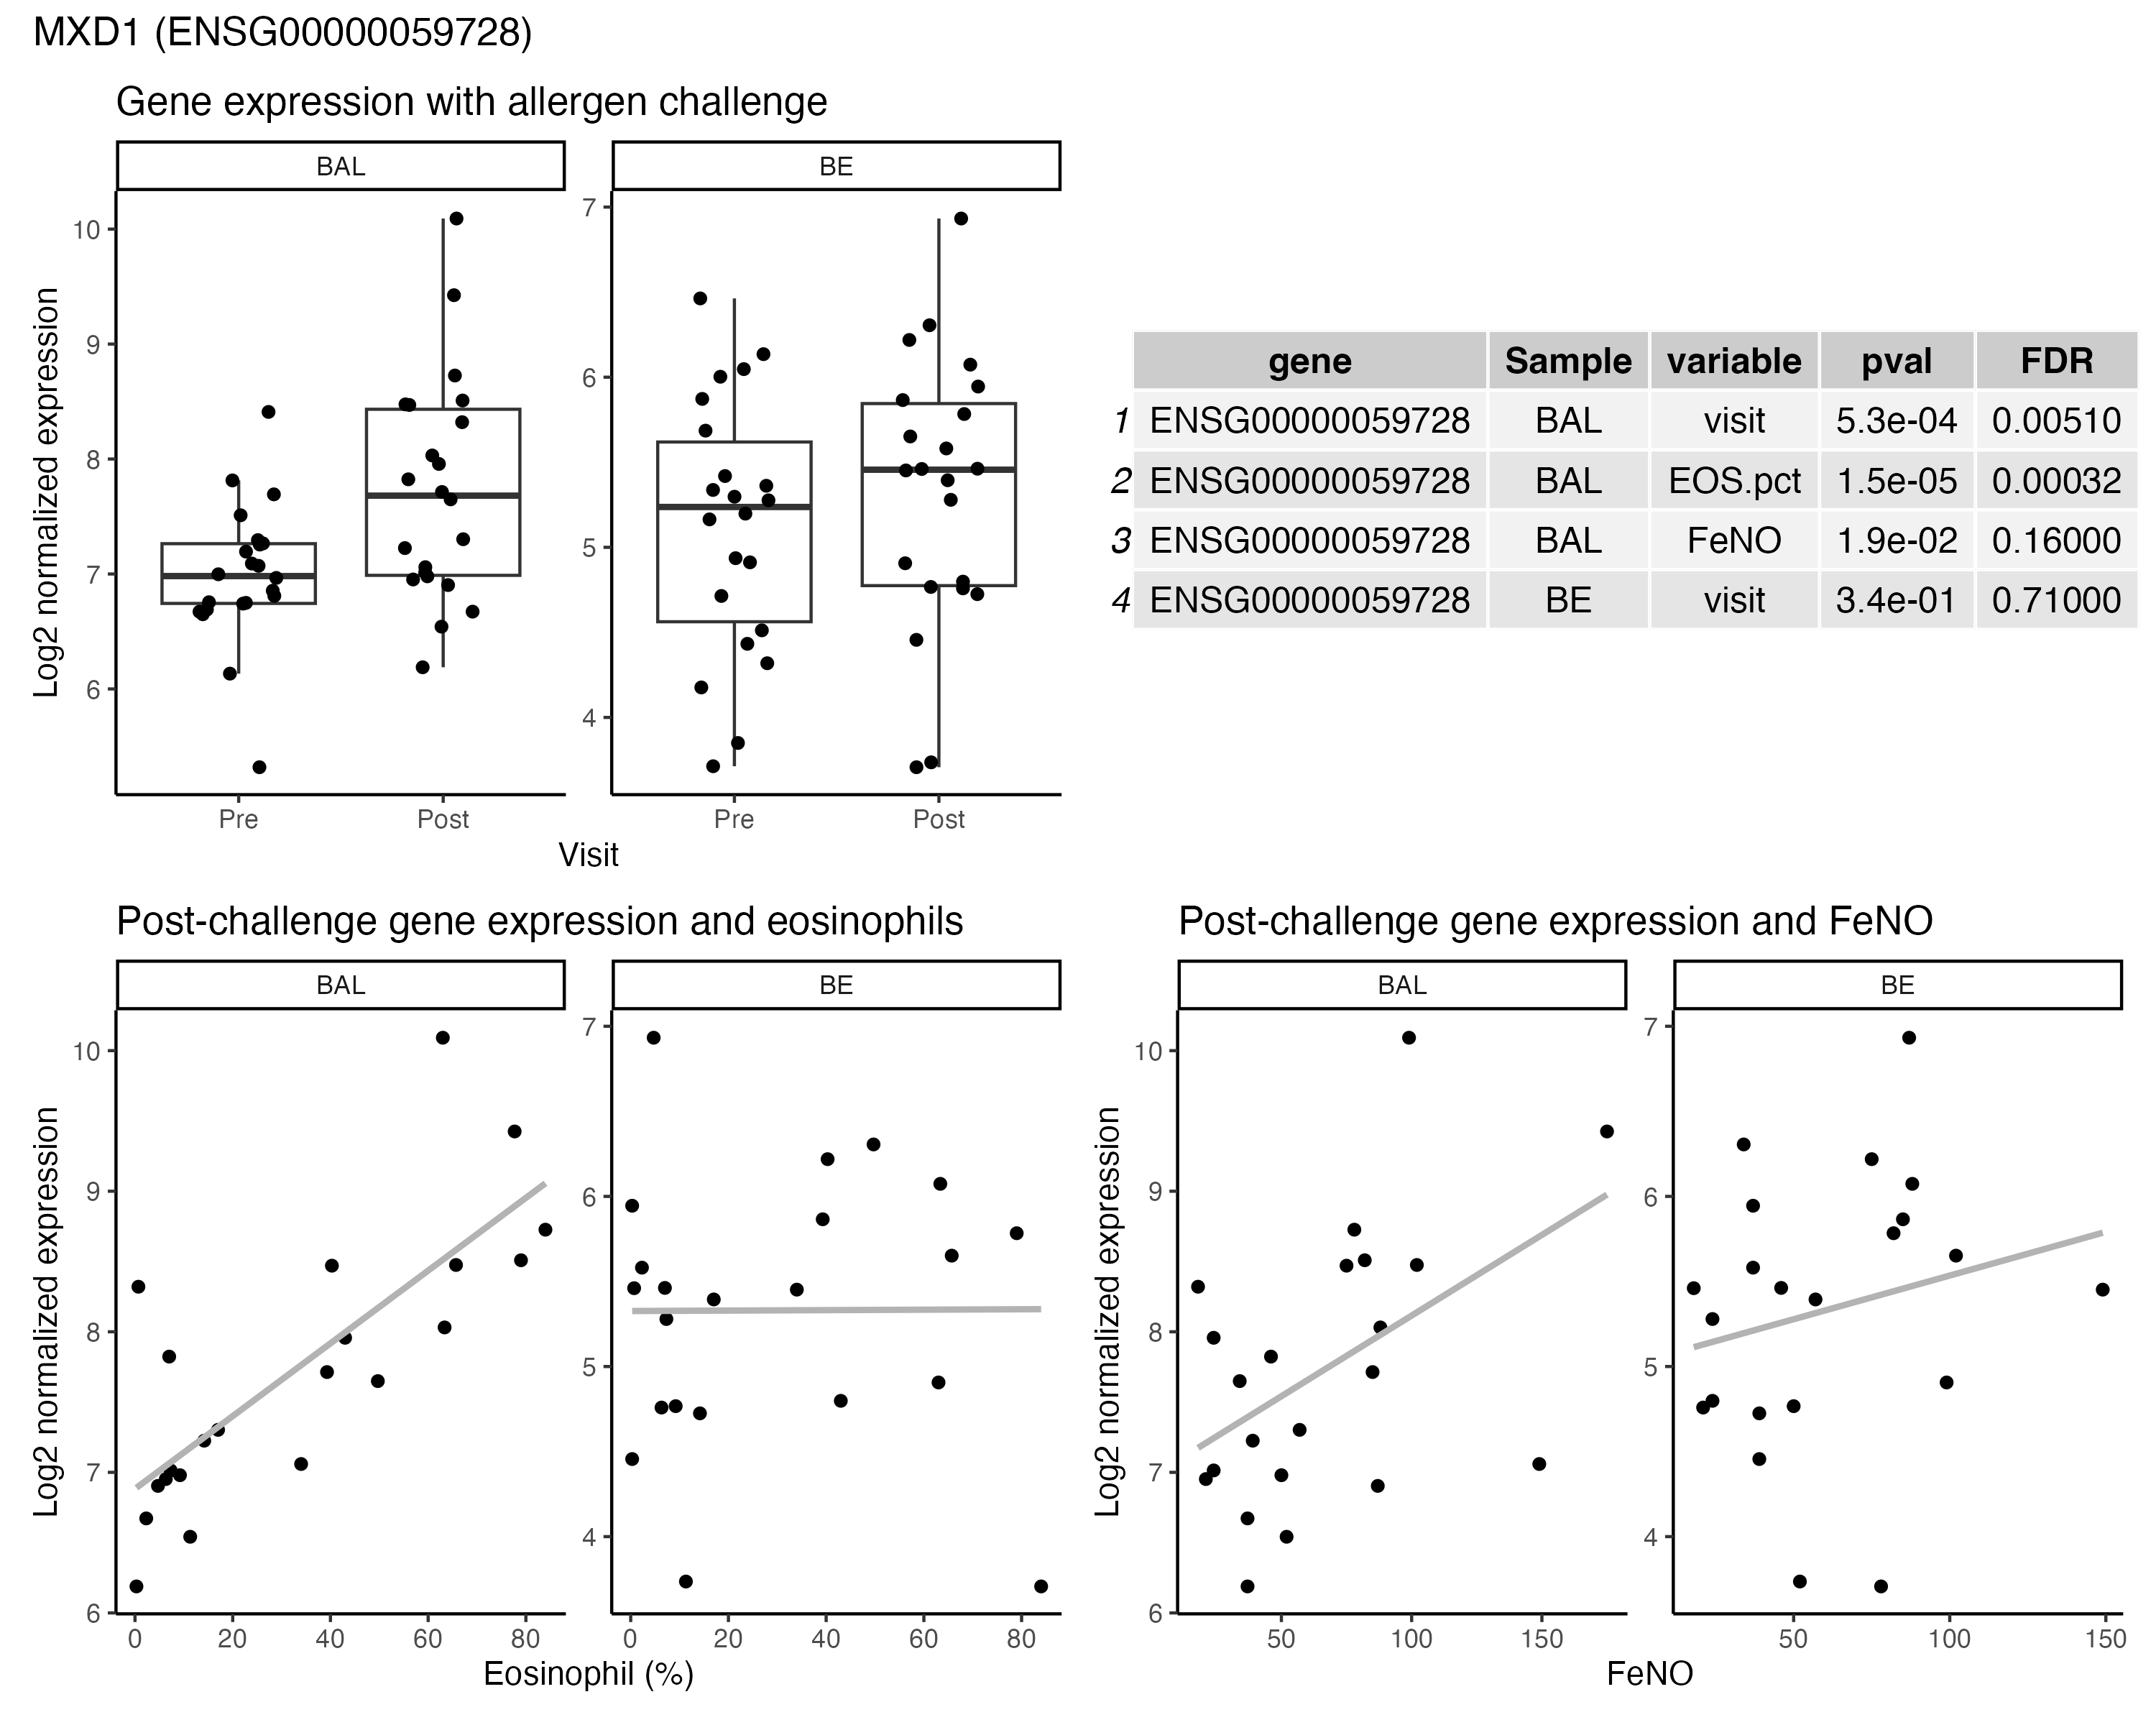 MXD1 (ENSG00000059728)
Gene expression with allergen challenge
BAL
BE
Log2 normalized expression
10
9
8
7
6
7
6
5
4
Pre
Post
Pre
Post
Visit
gene Sample variable pval FDR
1 ENSG00000059728 BAL visit 5.3e-04 0.00510
2 ENSG00000059728 BAL EOS.pct 1.5e-05 0.00032
3 ENSG00000059728 BAL FeNO 1.9e-02 0.16000
4 ENSG00000059728 BE visit 3.4e-01 0.71000
Post-challenge gene expression and eosinophils
BAL
BE
Log2 normalized expression
10
9
8
7
6
7
6
5
4
0 20 40 60 80
0 20 40 60 80
Eosinophil (%)
Post-challenge gene expression and FeNO
BAL
BE
Log2 normalized expression
10
9
8
7
6
7
6
5
4
50 100 150
50 100 150
FeNO